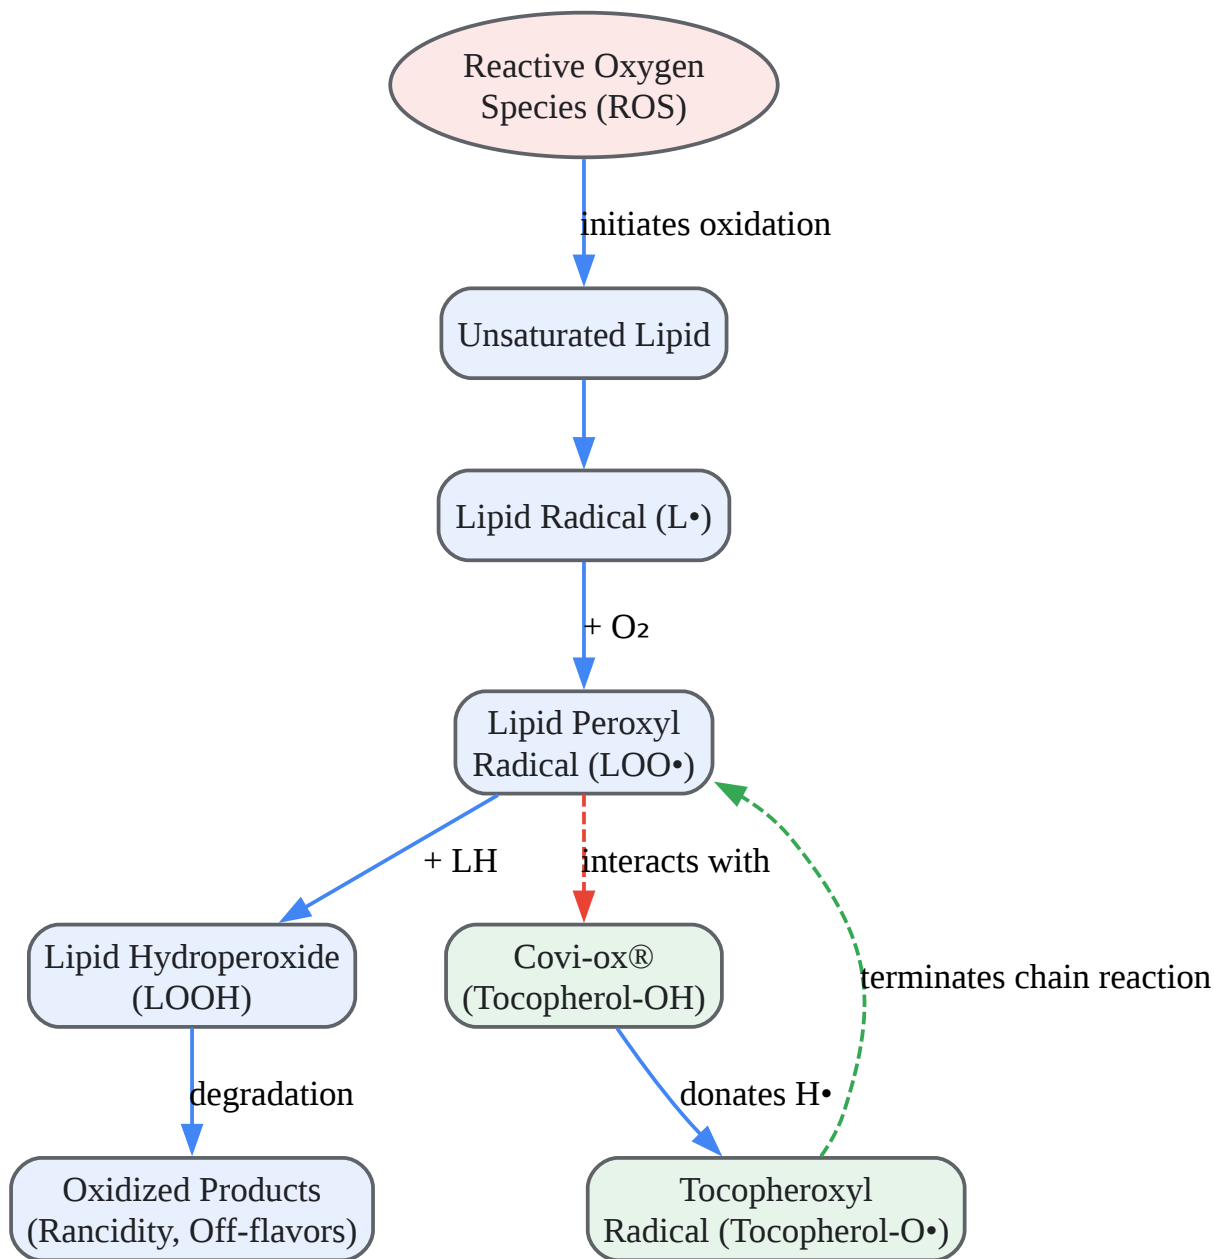 Reactive Oxygen
Species (ROS)
initiates oxidation
Unsaturated Lipid
Lipid Radical (L•)
+ O₂
Lipid Peroxyl
Radical (LOO•)
+ LH
interacts with
Lipid Hydroperoxide
(LOOH)
Covi-ox®
(Tocopherol-OH)
terminates chain reaction
degradation
donates H•
Oxidized Products
(Rancidity, Off-flavors)
Tocopheroxyl
Radical (Tocopherol-O•)